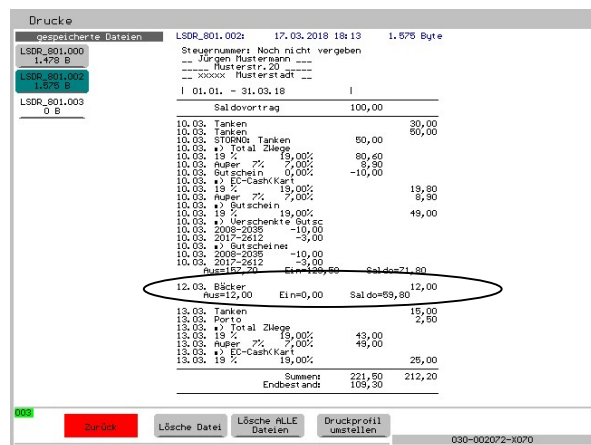 Drucke
gespeicherte Dateien
LSDR_801.000
1.478 B
LSDR_801.002
1.575 B
LSDR_801.003
0 B
LSDR_801.002: 17.03.2018 18:13 1.575 Byte
Steuernummer: Noch nicht vergeben
__ Jürgen Mustermann ___
_____ Musterstr.20 _____
__ xxxxx Musterstadt __
| 01.01. - 31.03.18 |
Saldovortrag 100,00
10.03. Tanken 30,00
10.03. Tanken 50,00
10.03. STORNO: Tanken 50,00
10.03. ») Total ZWege
10.03. 19 % 19,00% 80,60
10.03. Außer 7% 7,00% 8,90
10.03. Gutschein 0,00% -10,00
10.03. ») EC-Cash(Kart
10.03. 19 % 19,00% 19,80
10.03. Außer 7% 7,00% 8,90
10.03. ») Gutschein
10.03. 19 % 19,00% 49,00
10.03. ») Verschenkte Gutsc
10.03. 2008-2035 -10,00
10.03. 2017-2612 -3,00
10.03. ») Gutscheine:
10.03. 2008-2035 -10,00
10.03. 2017-2612 -3,00
Aus=157,70 Ein=129,50 Saldo=71,80
12.03. Bäcker 12,00
Aus=12,00 Ein=0,00 Saldo=59,80
13.03. Tanken 15,00
13.03. Porto 2,50
13.03. ») Total ZWege
13.03. 19 % 19,00% 43,00
13.03. Außer 7% 7,00% 49,00
13.03. ») EC-Cash(Kart
13.03. 19 % 19,00% 25,00
Summen: 221,50 212,20
Endbestand: 109,30
003
Zurück
Lösche Datei
Lösche ALLE
Dateien
Druckprofil
umstellen
030-002072-X070